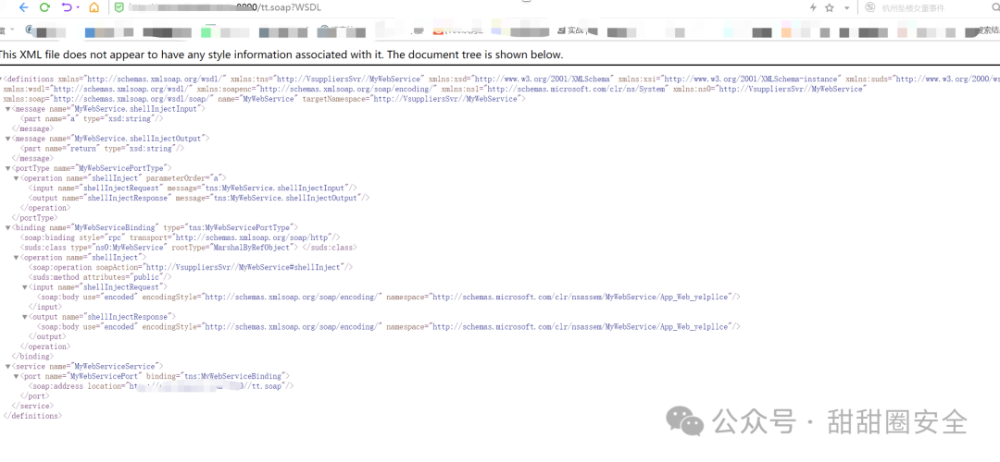 /tt.soap?WSDL
杭州坠楼女童事件
实战
This XML file does not appear to have any style information associated with it. The document tree is shown below.
▼<definitions xmlns="http://schemas.xmlsoap.org/wsdl/" xmlns:tns="http://VsuppliersSvr//MyWebService" xmlns:xsd="http://www.w3.org/2001/XMLSchema" xmlns:xsi="http://www.w3.org/2001/XMLSchema-instance" xmlns:suds="http://www.w3.org/2000/ws
xmlns:wsdl="http://schemas.xmlsoap.org/wsdl/" xmlns:soapenc="http://schemas.xmlsoap.org/soap/encoding/" xmlns:ns1="http://schemas.microsoft.com/clr/ns/System" xmlns:ns0="http://VsuppliersSvr//MyWebService"
xmlns:soap="http://schemas.xmlsoap.org/wsdl/soap/" name="MyWebService" targetNamespace="http://VsuppliersSvr//MyWebService">
▼<message name="MyWebService.shellInjectInput">
<part name="a" type="xsd:string"/>
</message>
▼<message name="MyWebService.shellInjectOutput">
<part name="return" type="xsd:string"/>
</message>
▼<portType name="MyWebServicePortType">
▼<operation name="shellInject" parameterOrder="a">
<input name="shellInjectRequest" message="tns:MyWebService.shellInjectInput"/>
<output name="shellInjectResponse" message="tns:MyWebService.shellInjectOutput"/>
</operation>
</portType>
▼<binding name="MyWebServiceBinding" type="tns:MyWebServicePortType">
<soap:binding style="rpc" transport="http://schemas.xmlsoap.org/soap/http"/>
<suds:class type="ns0:MyWebService" rootType="MarshalByRefObject"> </suds:class>
▼<operation name="shellInject">
<soap:operation soapAction="http://VsuppliersSvr//MyWebService#shellInject"/>
<suds:method attributes="public"/>
▼<input name="shellInjectRequest">
<soap:body use="encoded" encodingStyle="http://schemas.xmlsoap.org/soap/encoding/" namespace="http://schemas.microsoft.com/clr/nsassem/MyWebService/App_Web_yelpllce"/>
</input>
▼<output name="shellInjectResponse">
<soap:body use="encoded" encodingStyle="http://schemas.xmlsoap.org/soap/encoding/" namespace="http://schemas.microsoft.com/clr/nsassem/MyWebService/App_Web_yelpllce"/>
</output>
</operation>
</binding>
▼<service name="MyWebServiceService">
▼<port name="MyWebServicePort" binding="tns:MyWebServiceBinding">
<soap:address location="ht //tt.soap"/>
</port>
</service>
</definitions>
公众号 · 甜甜圈安全